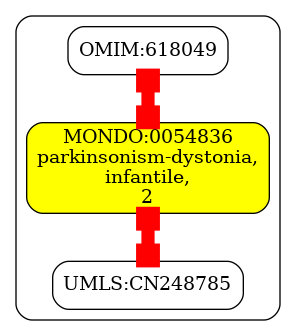 OMIM:618049
MONDO:0054836
parkinsonism-dystonia,
infantile,
2
UMLS:CN248785